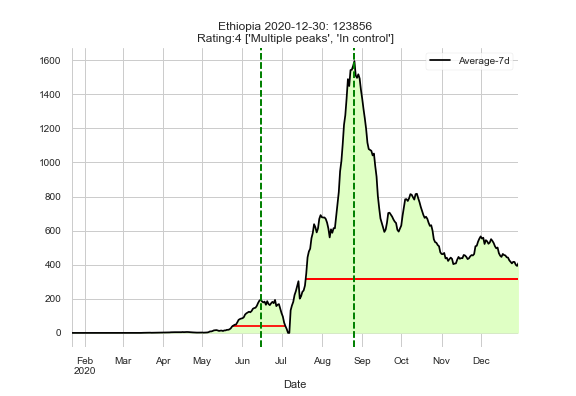 Ethiopia 2020-12-30: 123856
Rating:4 ['Multiple peaks', 'In control']
Average-7d
1600
1400
1200
1000
800
600
400
200
0
Feb Mar Apr May Jun Jul Aug Sep Oct Nov Dec
2020
Date